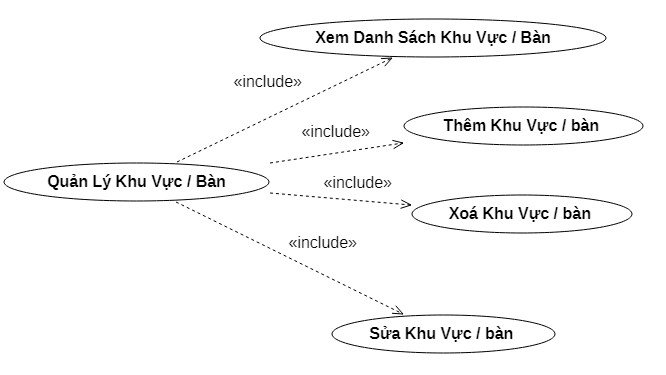 Xem Danh Sách Khu Vực / Bàn
«include»
Thêm Khu Vực / bàn
«include»
Quản Lý Khu Vực / Bàn
«include»
Xoá Khu Vực / bàn
«include»
Sửa Khu Vực / bàn